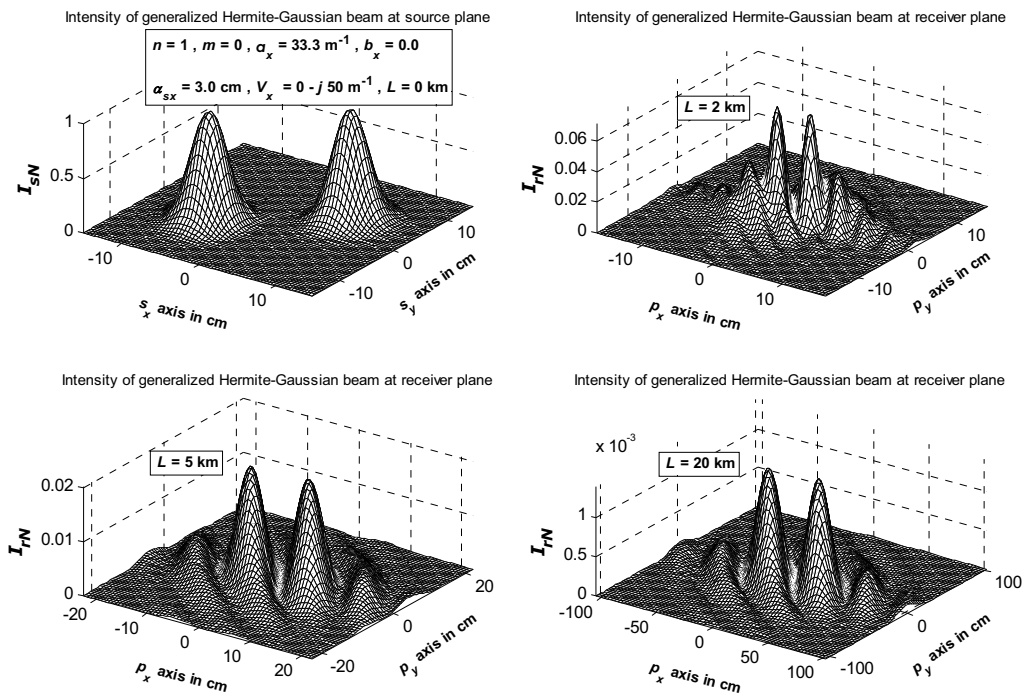 Intensity of generalized Hermite-Gaussian beam at source plane
n = 1 , m = 0 , a_x = 33.3 m⁻¹ , b_x = 0.0
α_sx = 3.0 cm , V_x = 0 - j 50 m⁻¹ , L = 0 km
I_sN
1
0.5
0
-10
0
10
s_x axis in cm
-10
0
10
s_y axis in cm
Intensity of generalized Hermite-Gaussian beam at receiver plane
L = 2 km
I_rN
0.06
0.04
0.02
0
-10
0
10
p_x axis in cm
-10
0
10
p_y axis in cm
Intensity of generalized Hermite-Gaussian beam at receiver plane
L = 5 km
I_rN
0.02
0.01
0
-20
-10
0
10
20
p_x axis in cm
-20
0
20
p_y axis in cm
Intensity of generalized Hermite-Gaussian beam at receiver plane
x 10⁻³
L = 20 km
I_rN
1
0.5
0
-100
-50
0
50
100
p_x axis in cm
-100
0
100
p_y axis in cm